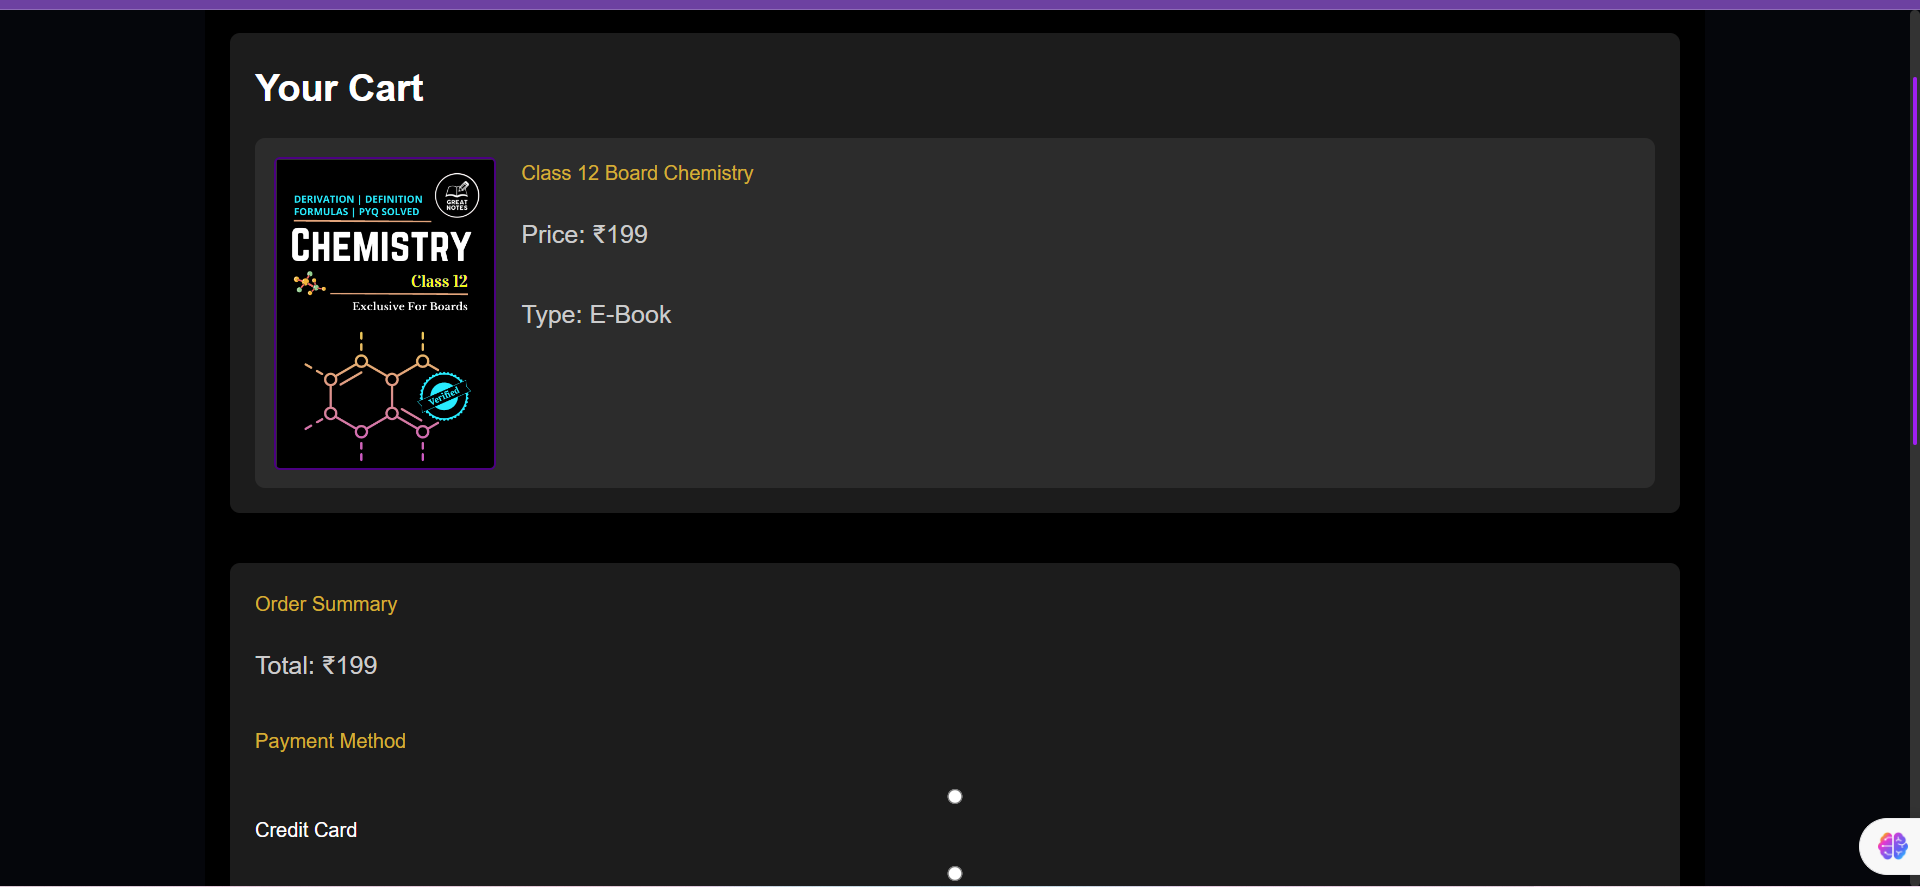 Your Cart
DERIVATION | DEFINITION
FORMULAS | PYQ SOLVED
GREAT
NOTES
CHEMISTRY
Class 12
Exclusive For Boards
Verified
Class 12 Board Chemistry
Price: ₹199
Type: E-Book
Order Summary
Total: ₹199
Payment Method
Credit Card